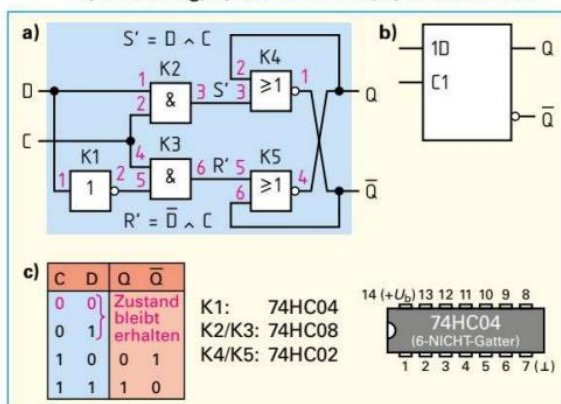 a)
S' = D ∧ C
K2
K4
D
1
2
&
3 S'
2
3
≥1
1
Q
C
K1
1
1
2
K3
4
5
&
6 R'
K5
5
6
≥1
4
Q̅
R' = D̅ ∧ C
b)
1D
C1
Q
Q̅
c)
C D Q Q̅
0 0 Zustand
0 1 bleibt erhalten
1 0 0 1
1 1 1 0
K1: 74HC04
K2/K3: 74HC08
K4/K5: 74HC02
14 (+Ub) 13 12 11 10 9 8
74HC04
(6-NICHT-Gatter)
1 2 3 4 5 6 7 (⊥)